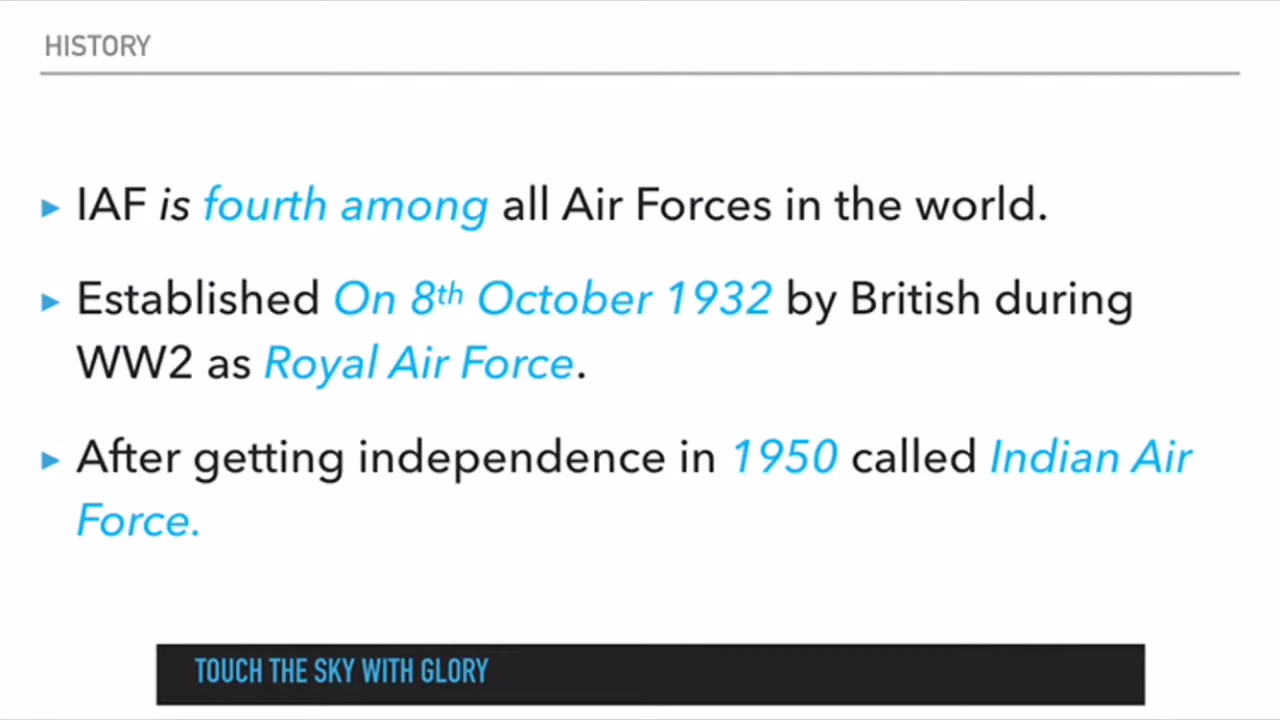 HISTORY
▸ IAF is fourth among all Air Forces in the world.
▸ Established On 8th October 1932 by British during
WW2 as Royal Air Force.
▸ After getting independence in 1950 called Indian Air
Force.
TOUCH THE SKY WITH GLORY